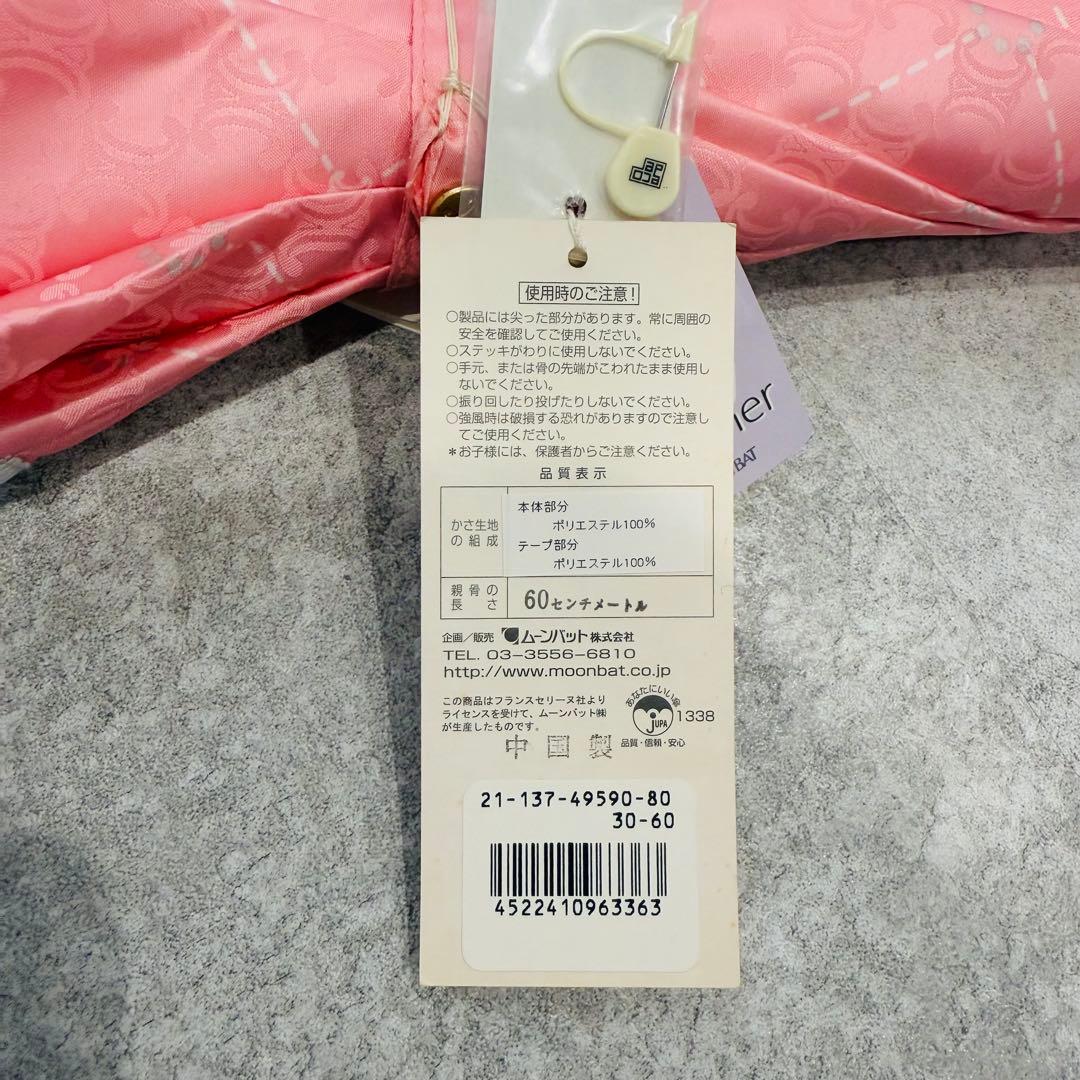 使用時のご注意!
○製品には尖った部分があります。常に周囲の
安全を確認してご使用ください。
○ステッキがわりに使用しないでください。
○手元、または骨の先端がこわれたまま使用し
ないでください。
○振り回したり投げたりしないでください。
○強風時は破損する恐れがありますので注意し
てご使用ください。
*お子様には、保護者からご注意ください。
品質表示
かさ生地
の組成
本体部分
ポリエステル100%
テープ部分
ポリエステル100%
親骨の
長さ
60センチメートル
企画/販売 ムーンバット株式会社
TEL. 03-3556-6810
http://www.moonbat.co.jp
この商品はフランスセリーヌ社より
ライセンスを受けて、ムーンバット㈱
が生産したものです。
あなたにいい傘
JUPA
1338
品質・信頼・安心
中国製
21-137-49590-80
30-60
4522410963363
her
BAT